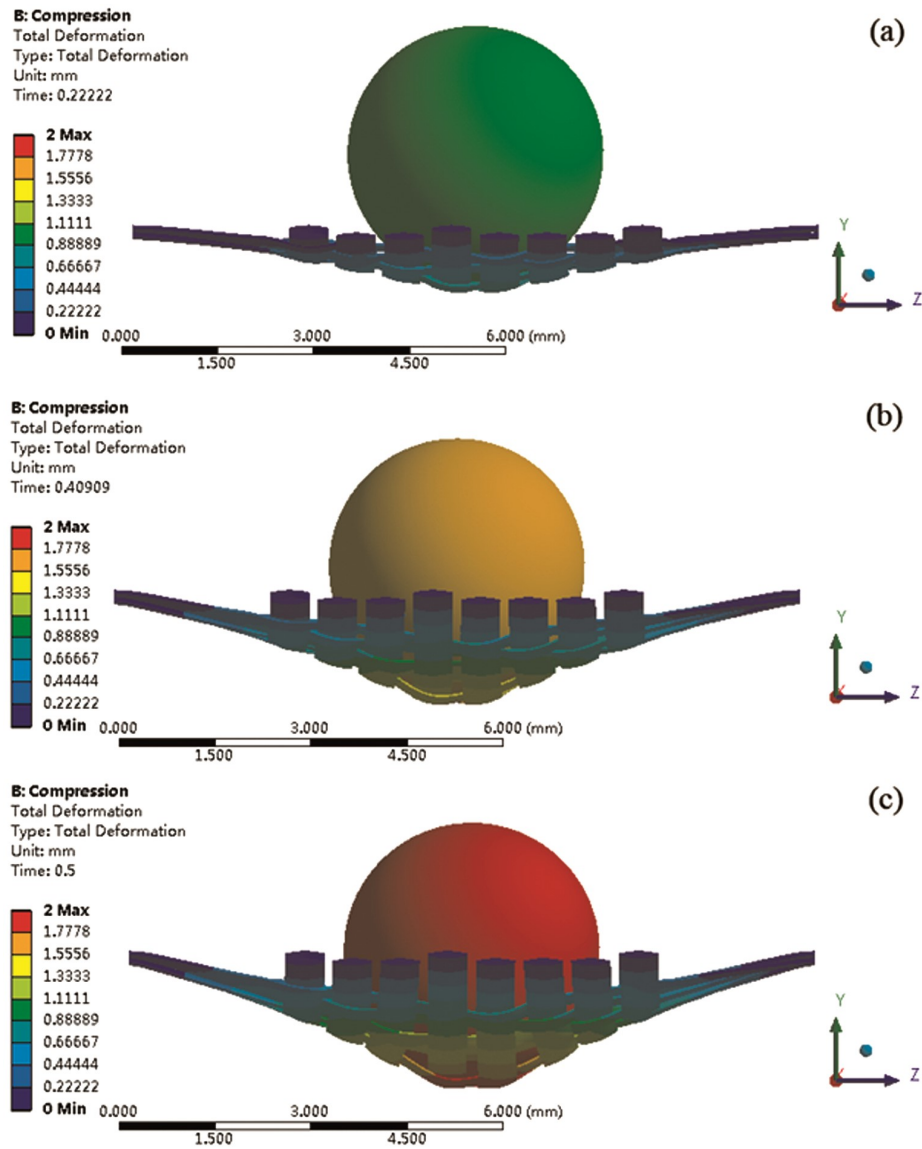 B: Compression
Total Deformation
Type: Total Deformation
Unit: mm
Time: 0.22222
(a)
2 Max
1.7778
1.5556
1.3333
1.1111
0.88889
0.66667
0.44444
0.22222
0 Min
Y
Z
0.000 3.000 6.000 (mm)
1.500 4.500
B: Compression
Total Deformation
Type: Total Deformation
Unit: mm
Time: 0.40909
(b)
2 Max
1.7778
1.5556
1.3333
1.1111
0.88889
0.66667
0.44444
0.22222
0 Min
Y
Z
0.000 3.000 6.000 (mm)
1.500 4.500
B: Compression
Total Deformation
Type: Total Deformation
Unit: mm
Time: 0.5
(c)
2 Max
1.7778
1.5556
1.3333
1.1111
0.88889
0.66667
0.44444
0.22222
0 Min
Y
Z
0.000 3.000 6.000 (mm)
1.500 4.500